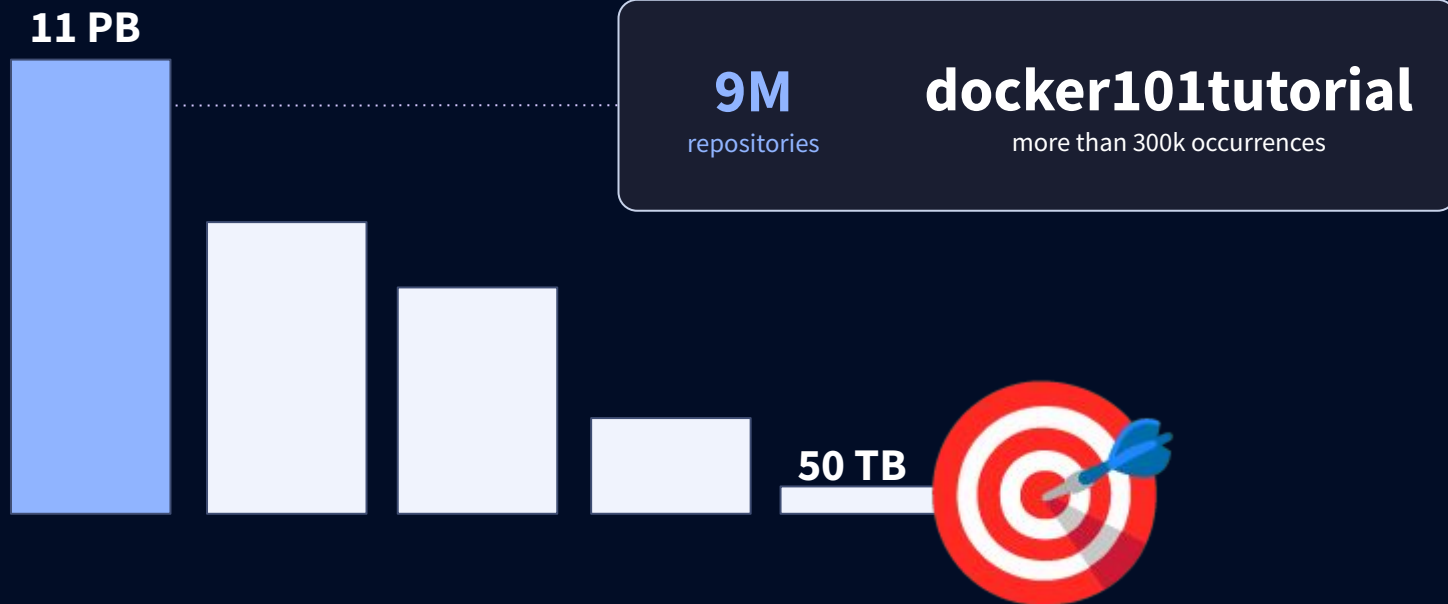 11 PB
9M
repositories
docker101tutorial
more than 300k occurrences
50 TB